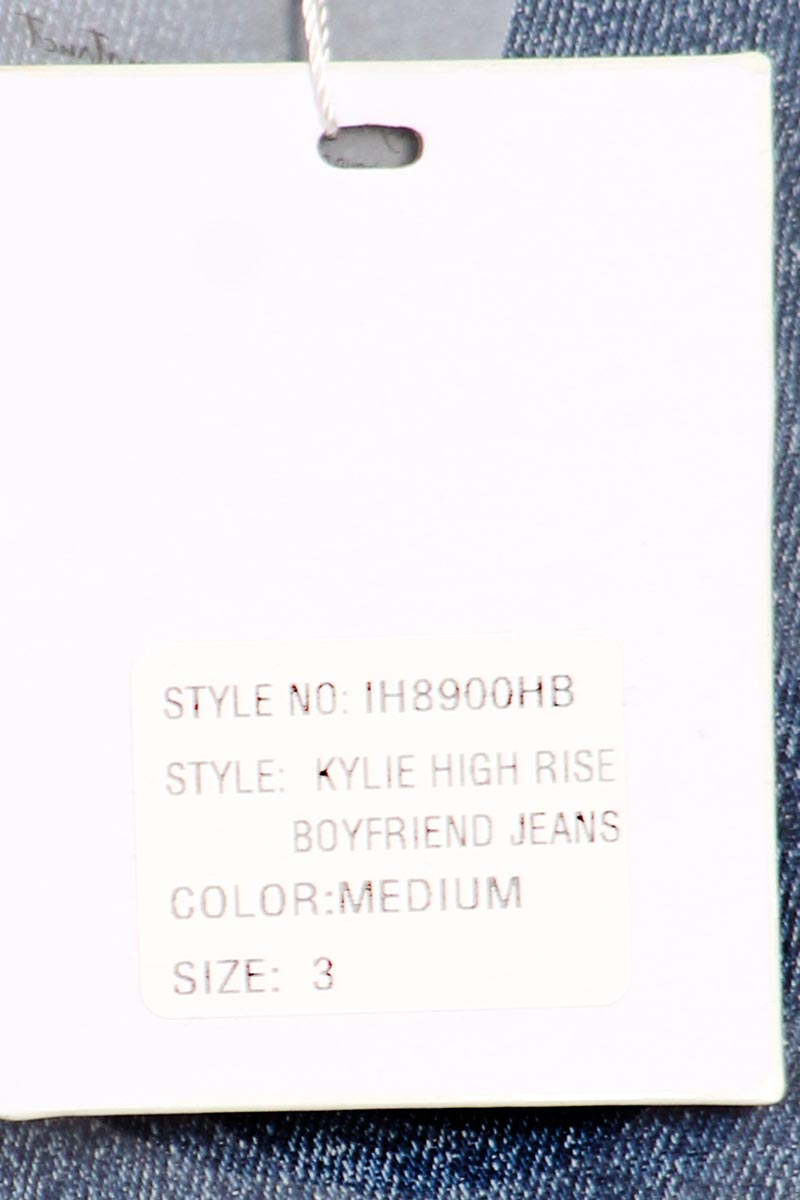 STYLE NO: IH8900HB
STYLE: KYLIE HIGH RISE
BOYFRIEND JEANS
COLOR:MEDIUM
SIZE: 3